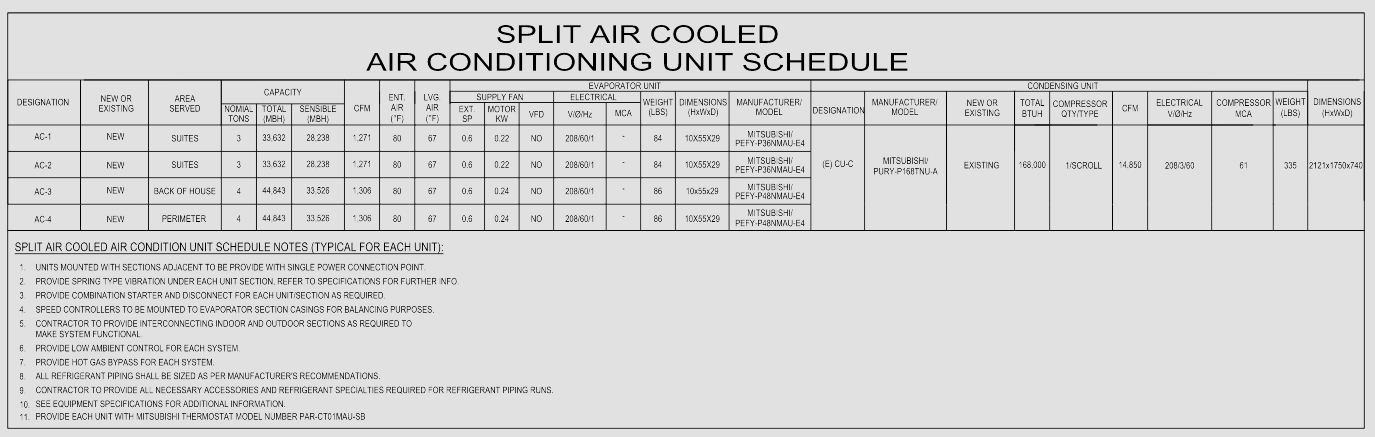 SPLIT AIR COOLED
AIR CONDITIONING UNIT SCHEDULE
DESIGNATION NEW OR EXISTING AREA SERVED CAPACITY NOMIAL TONS TOTAL (MBH) SENSIBLE (MBH) CFM ENT. AIR (°F) LVG. AIR (°F) EVAPORATOR UNIT SUPPLY FAN EXT. SP MOTOR KW VFD ELECTRICAL V/Ø/Hz MCA WEIGHT (LBS) DIMENSIONS (HxWxD) MANUFACTURER/ MODEL CONDENSING UNIT DESIGNATION MANUFACTURER/ MODEL NEW OR EXISTING TOTAL BTUH COMPRESSOR QTY/TYPE CFM ELECTRICAL V/Ø/Hz COMPRESSOR MCA WEIGHT (LBS) DIMENSIONS (HxWxD)
AC-1 NEW SUITES 3 33,632 28,238 1,271 80 67 0.6 0.22 NO 208/60/1 - 84 10X55X29 MITSUBISHI/ PEFY-P36NMAU-E4
AC-2 NEW SUITES 3 33,632 28,238 1,271 80 67 0.6 0.22 NO 208/60/1 - 84 10X55X29 MITSUBISHI/ PEFY-P36NMAU-E4 (E) CU-C MITSUBISHI/ PURY-P168TNU-A EXISTING 168,000 1/SCROLL 14,850 208/3/60 61 335 2121x1750x740
AC-3 NEW BACK OF HOUSE 4 44,843 33,526 1,306 80 67 0.6 0.24 NO 208/60/1 - 86 10x55x29 MITSUBISHI/ PEFY-P48NMAU-E4
AC-4 NEW PERIMETER 4 44,843 33,526 1,306 80 67 0.6 0.24 NO 208/60/1 - 86 10X55X29 MITSUBISHI/ PEFY-P48NMAU-E4
SPLIT AIR COOLED AIR CONDITION UNIT SCHEDULE NOTES (TYPICAL FOR EACH UNIT):
1. UNITS MOUNTED WITH SECTIONS ADJACENT TO BE PROVIDE WITH SINGLE POWER CONNECTION POINT.
2. PROVIDE SPRING TYPE VIBRATION UNDER EACH UNIT SECTION, REFER TO SPECIFICATIONS FOR FURTHER INFO.
3. PROVIDE COMBINATION STARTER AND DISCONNECT FOR EACH UNIT/SECTION AS REQUIRED.
4. SPEED CONTROLLERS TO BE MOUNTED TO EVAPORATOR SECTION CASINGS FOR BALANCING PURPOSES.
5. CONTRACTOR TO PROVIDE INTERCONNECTING INDOOR AND OUTDOOR SECTIONS AS REQUIRED TO
MAKE SYSTEM FUNCTIONAL.
6. PROVIDE LOW AMBIENT CONTROL FOR EACH SYSTEM.
7. PROVIDE HOT GAS BYPASS FOR EACH SYSTEM.
8. ALL REFRIGERANT PIPING SHALL BE SIZED AS PER MANUFACTURER'S RECOMMENDATIONS.
9. CONTRACTOR TO PROVIDE ALL NECESSARY ACCESSORIES AND REFRIGERANT SPECIALTIES REQUIRED FOR REFRIGERANT PIPING RUNS.
10. SEE EQUIPMENT SPECIFICATIONS FOR ADDITIONAL INFORMATION.
11. PROVIDE EACH UNIT WITH MITSUBISHI THERMOSTAT MODEL NUMBER PAR-CT01MAU-SB